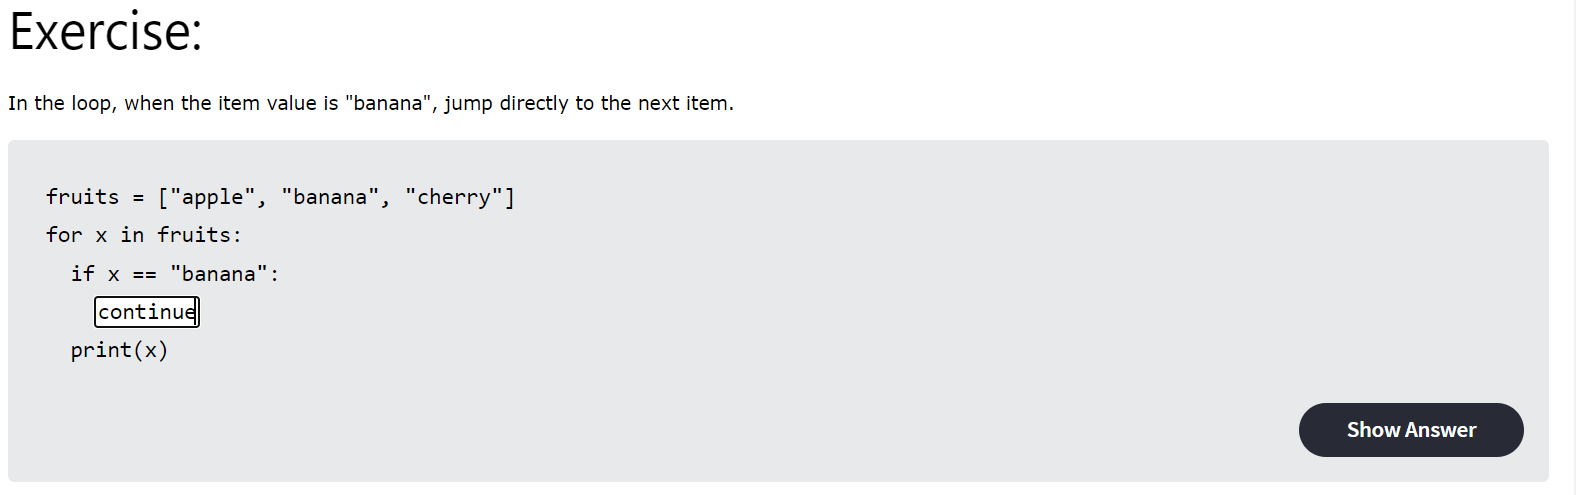 Exercise:
In the loop, when the item value is "banana", jump directly to the next item.
fruits = ["apple", "banana", "cherry"]
for x in fruits:
  if x == "banana":
    continue
  print(x)
Show Answer